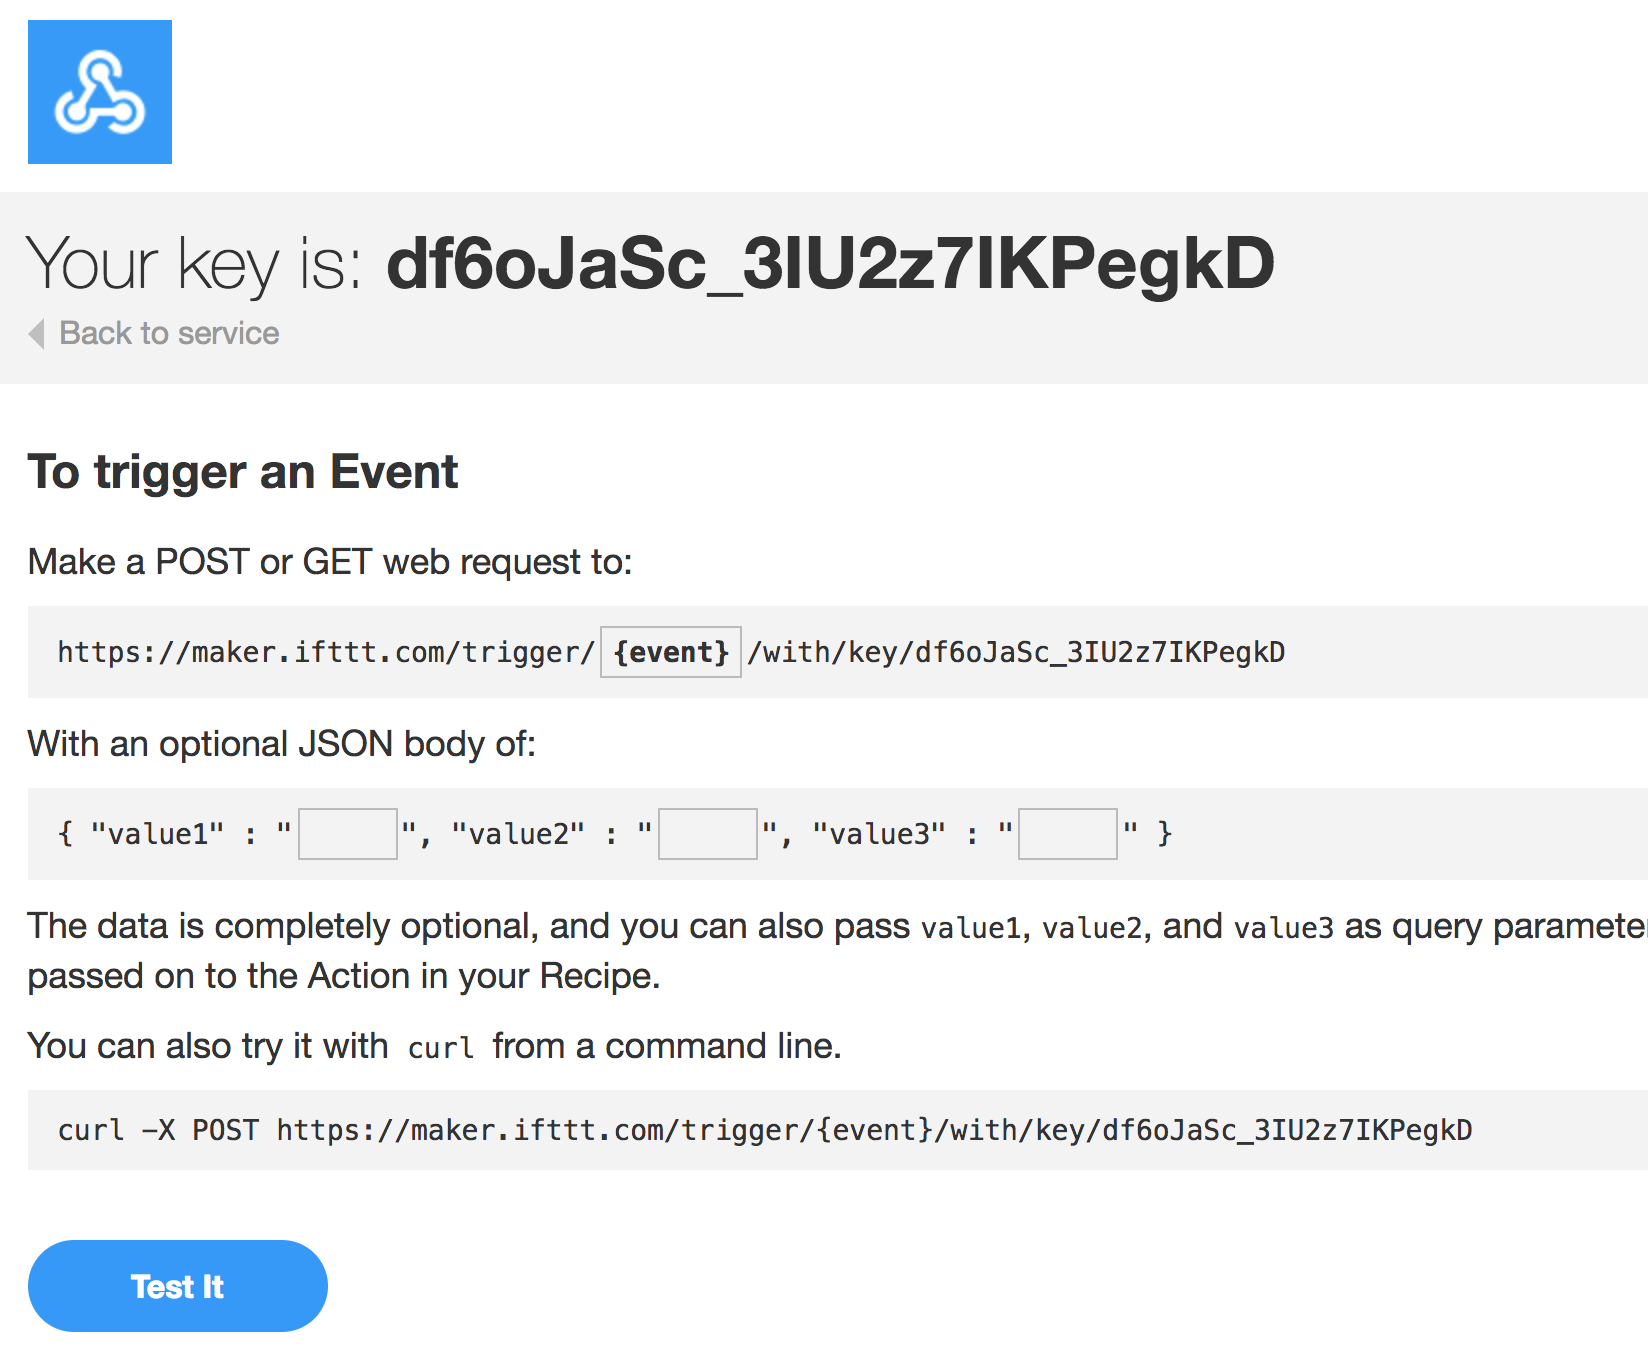 Your key is: df6oJaSc_3IU2z7IKPegkD
Back to service
To trigger an Event
Make a POST or GET web request to:
https://maker.ifttt.com/trigger/ {event} /with/key/df6oJaSc_3IU2z7IKPegkD
With an optional JSON body of:
{ "value1" : "", "value2" : "", "value3" : "" }
The data is completely optional, and you can also pass value1, value2, and value3 as query
passed on to the Action in your Recipe.
You can also try it with curl from a command line.
curl -X POST https://maker.ifttt.com/trigger/{event}/with/key/df6oJaSc_3IU2z7IKPegkD
Test It